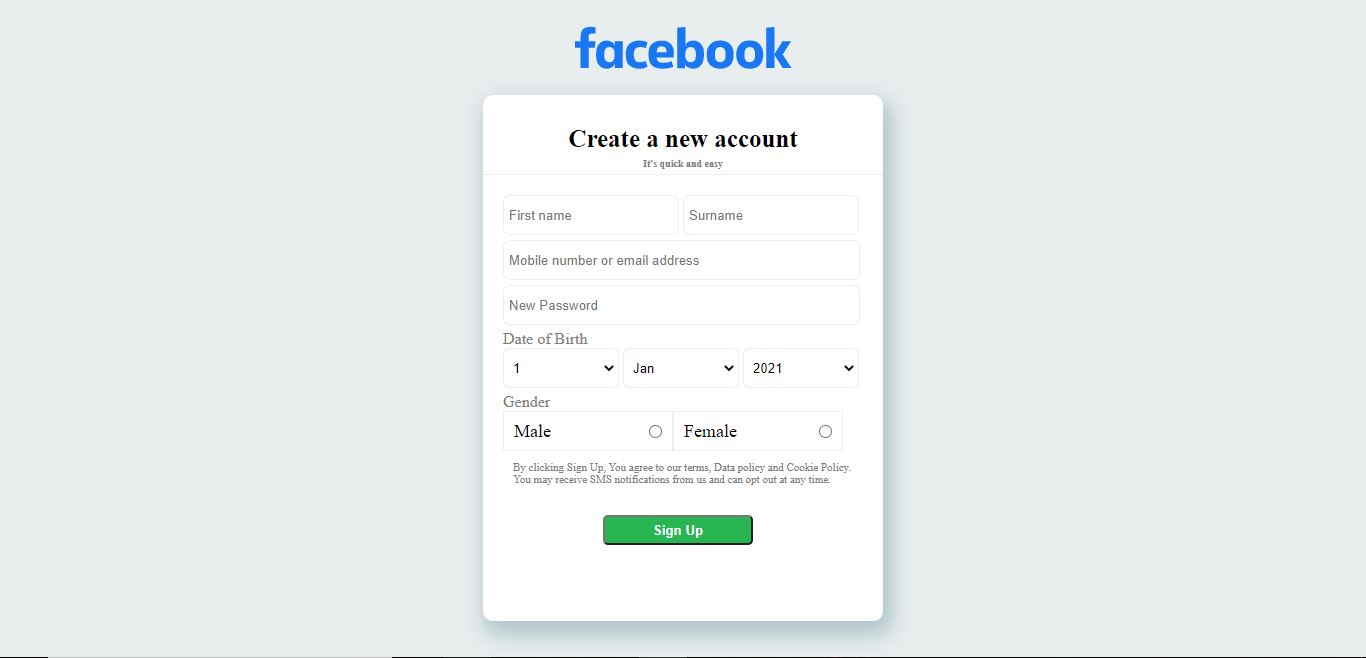 facebook
Create a new account
It's quick and easy
First name Surname
Mobile number or email address
New Password
Date of Birth
1 Jan 2021
Gender
Male Female
By clicking Sign Up, You agree to our terms, Data policy and Cookie Policy.
You may receive SMS notifications from us and can opt out at any time.
Sign Up